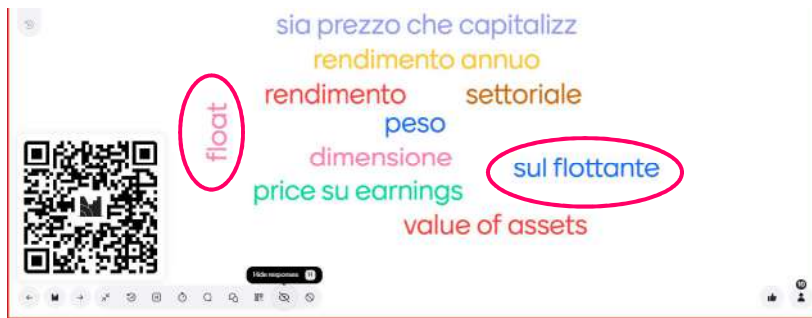 sia prezzo che capitalizz
rendimento annuo
rendimento settoriale
float
peso
dimensione
sul flottante
price su earnings
value of assets
Hide responses H